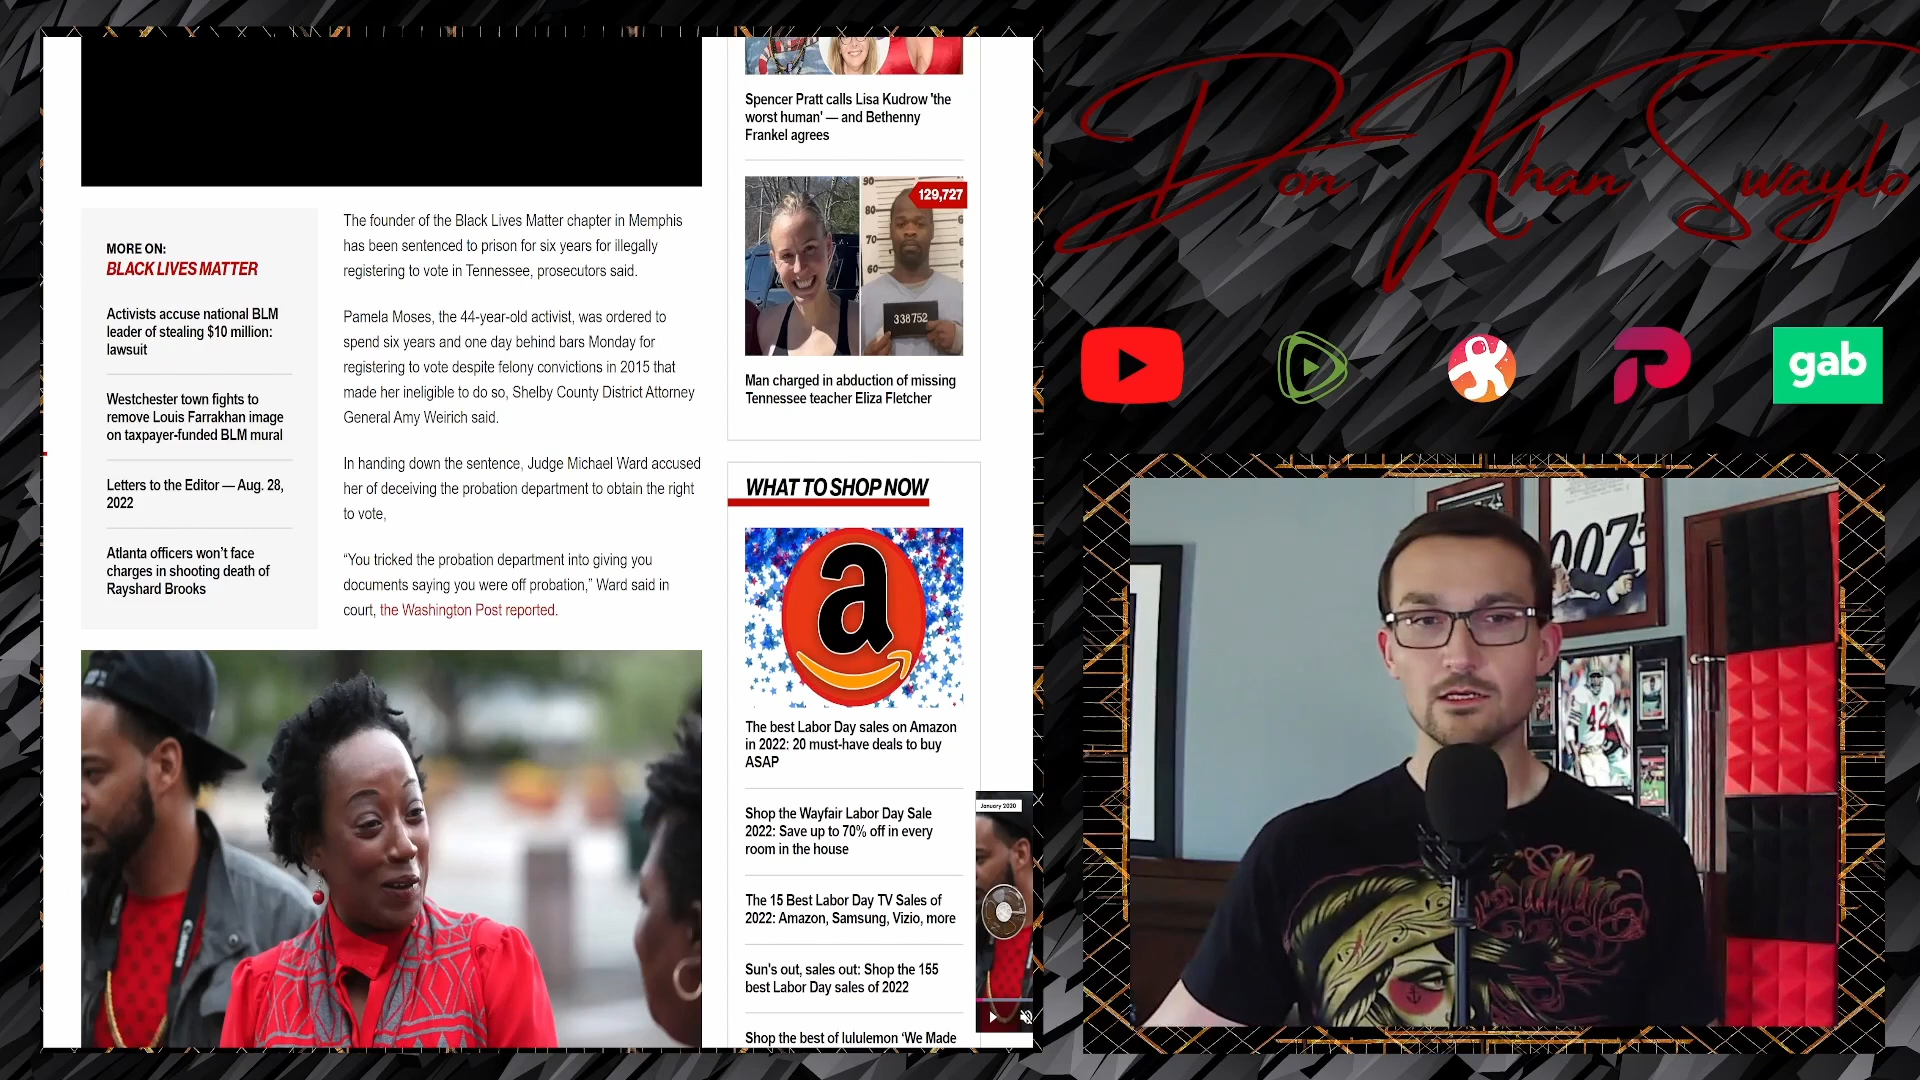 The founder of the Black Lives Matter chapter in Memphis
has been sentenced to prison for six years for illegally
registering to vote in Tennessee, prosecutors said.
Pamela Moses, the 44-year-old activist, was ordered to
spend six years and one day behind bars Monday for
registering to vote despite felony convictions in 2015 that
made her ineligible to do so, Shelby County District Attorney
General Amy Weirich said.
In handing down the sentence, Judge Michael Ward accused
her of deceiving the probation department to obtain the right
to vote,
“You tricked the probation department into giving you
documents saying you were off probation,” Ward said in
court, the Washington Post reported.
MORE ON:
BLACK LIVES MATTER
Activists accuse national BLM
leader of stealing $10 million:
lawsuit
Westchester town fights to
remove Louis Farrakhan image
on taxpayer-funded BLM mural
Letters to the Editor — Aug. 28,
2022
Atlanta officers won’t face
charges in shooting death of
Rayshard Brooks
Spencer Pratt calls Lisa Kudrow 'the
worst human' — and Bethenny
Frankel agrees
129,727
90
80
70
60
338752
Man charged in abduction of missing
Tennessee teacher Eliza Fletcher
WHAT TO SHOP NOW
a
The best Labor Day sales on Amazon
in 2022: 20 must-have deals to buy
ASAP
Shop the Wayfair Labor Day Sale
2022: Save up to 70% off in every
room in the house
The 15 Best Labor Day TV Sales of
2022: Amazon, Samsung, Vizio, more
Sun's out, sales out: Shop the 155
best Labor Day sales of 2022
Shop the best of lululemon ‘We Made
January 2020
Don Khan Swaylo
gab
007
42